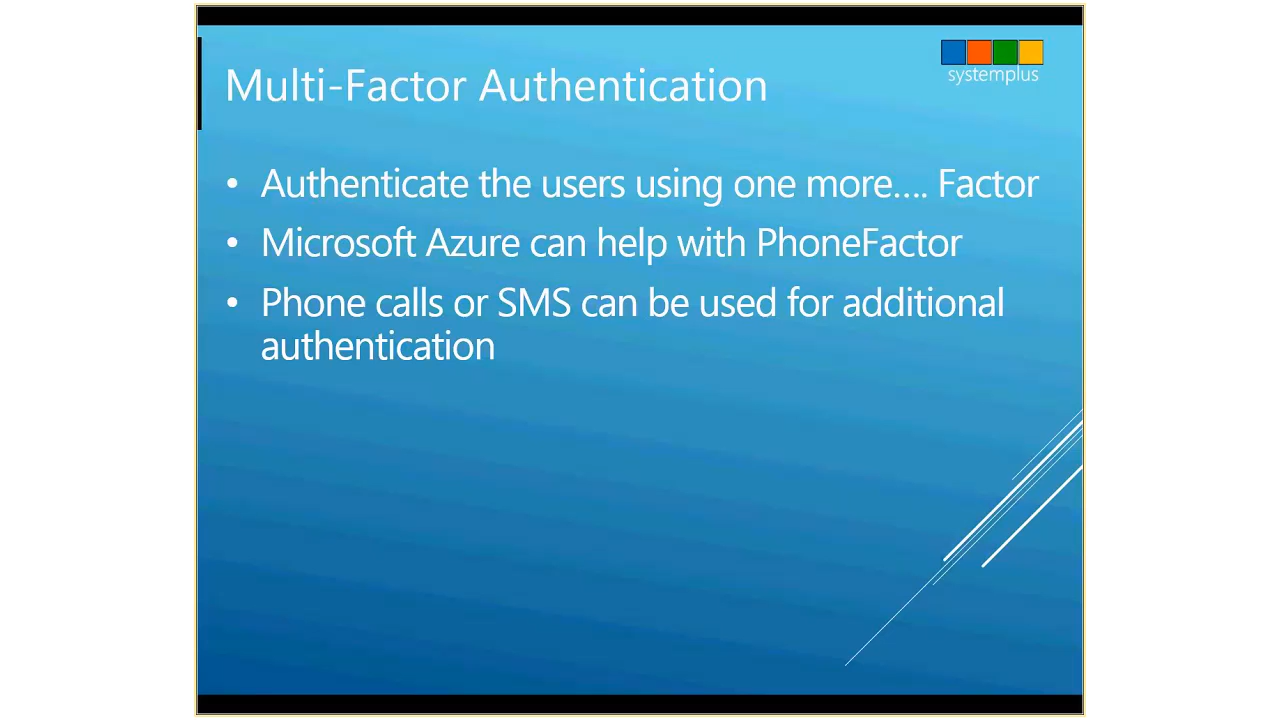 systemplus
Multi-Factor Authentication
• Authenticate the users using one more.... Factor
• Microsoft Azure can help with PhoneFactor
• Phone calls or SMS can be used for additional
authentication